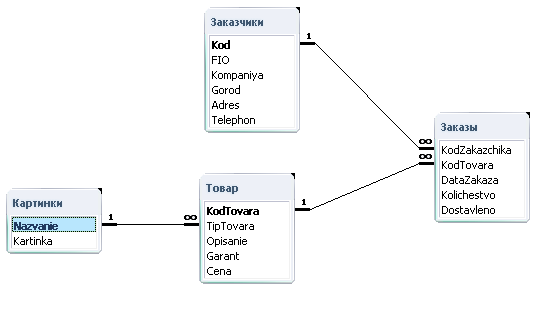 Заказчики
Kod
FIO
Kompaniya
Gorod
Adres
Telephon
1
∞
∞
Заказы
KodZakazchika
KodTovara
DataZakaza
Kolichestvo
Dostavleno
Товар
KodTovara
TipTovara
Opisanie
Garant
Cena
1
∞
Картинки
Nazvanie
Kartinka
1